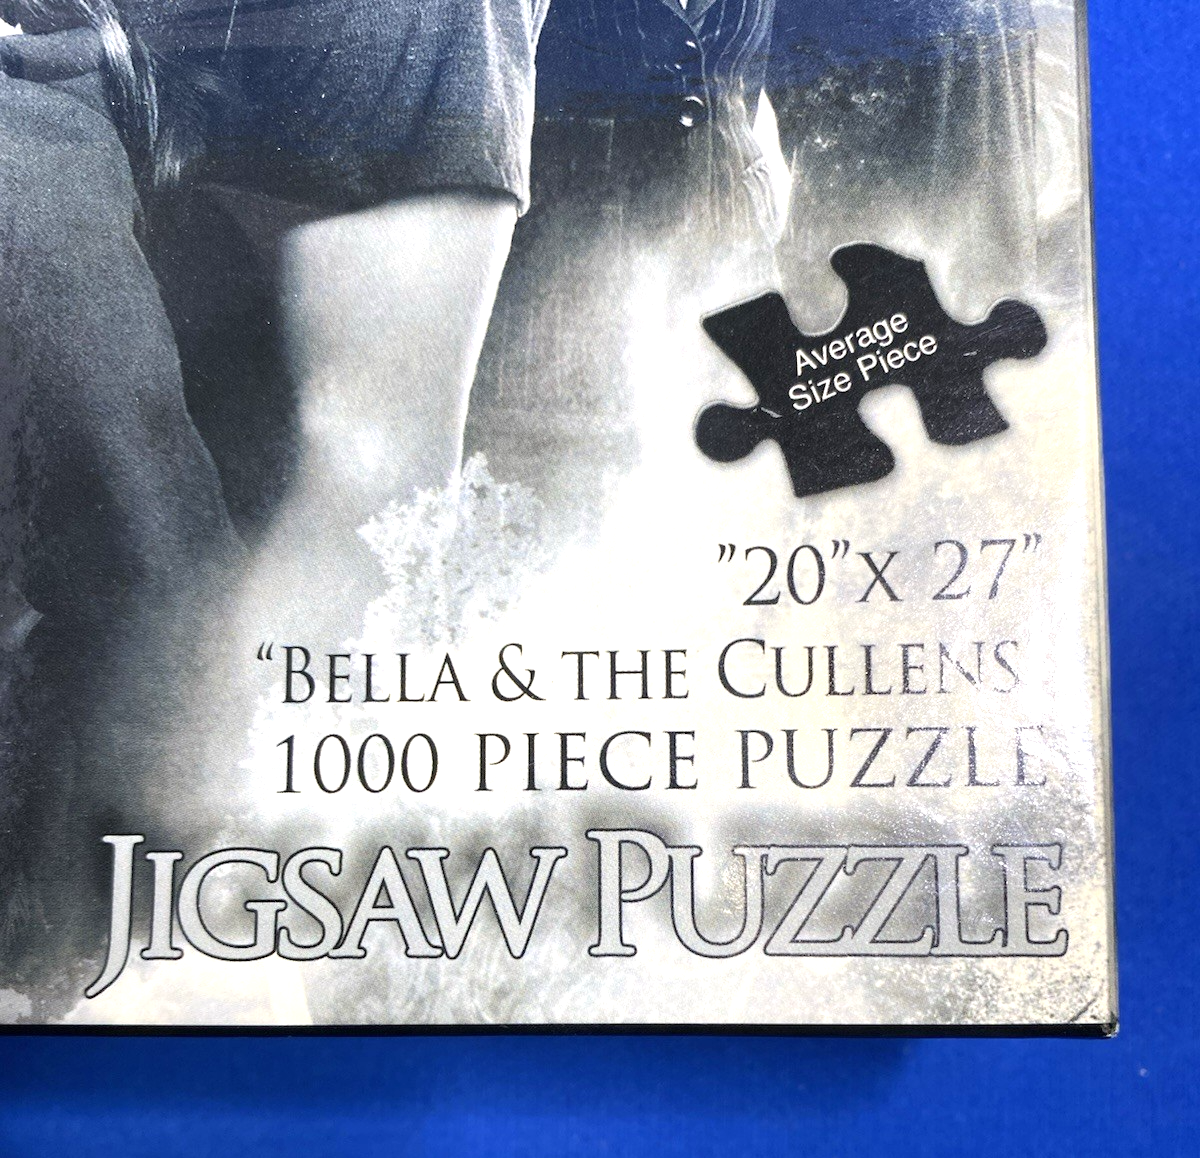 Average
Size Piece
”20”x 27”
“Bella & the Cullens
1000 Piece Puzzle
Jigsaw Puzzle